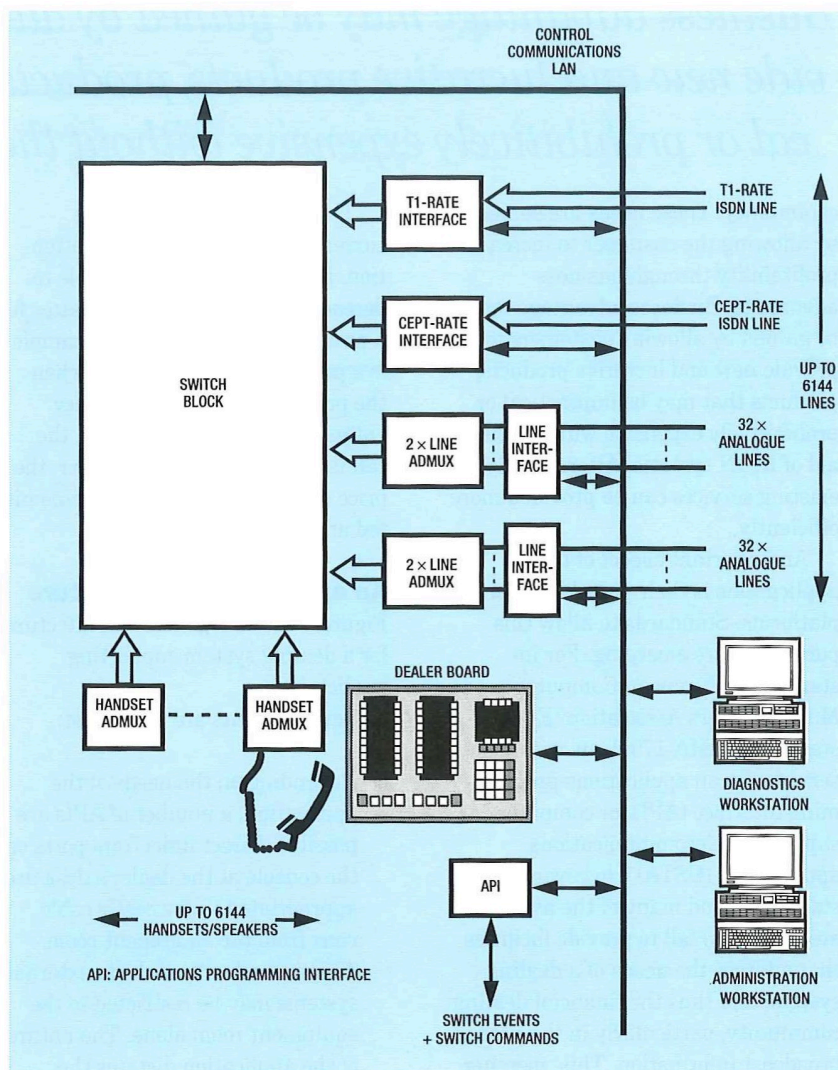 CONTROL
COMMUNICATIONS
LAN
T1-RATE
INTERFACE
T1-RATE
ISDN LINE
CEPT-RATE
INTERFACE
CEPT-RATE
ISDN LINE
SWITCH
BLOCK
UP TO
6144
LINES
2 × LINE
ADMUX
LINE
INTER-
FACE
32 ×
ANALOGUE
LINES
2 × LINE
ADMUX
LINE
INTER-
FACE
32 ×
ANALOGUE
LINES
HANDSET
ADMUX
HANDSET
ADMUX
DEALER BOARD
DIAGNOSTICS
WORKSTATION
API
UP TO 6144
HANDSETS/SPEAKERS
API: APPLICATIONS PROGRAMMING INTERFACE
ADMINISTRATION
WORKSTATION
SWITCH EVENTS
+ SWITCH COMMANDS